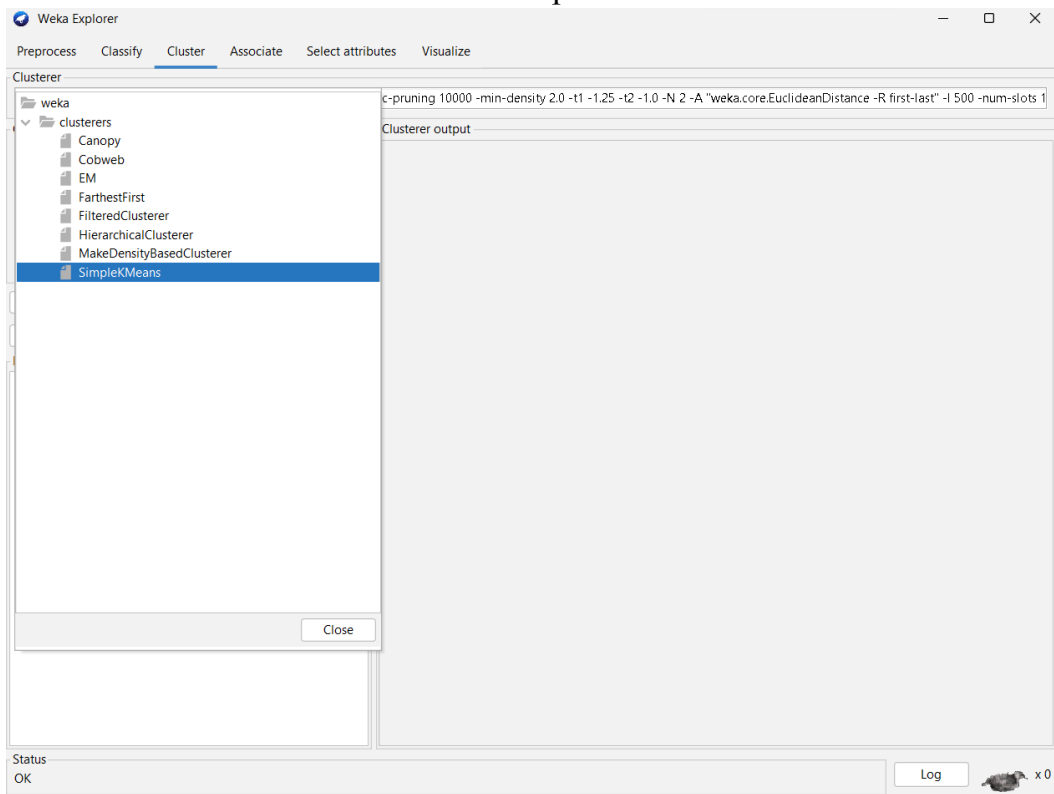 Weka Explorer
Preprocess Classify Cluster Associate Select attributes Visualize
Clusterer
c-pruning 10000 -min-density 2.0 -t1 -1.25 -t2 -1.0 -N 2 -A "weka.core.EuclideanDistance -R first-last" -I 500 -num-slots 1
weka
clusterers
Canopy
Cobweb
EM
FarthestFirst
FilteredClusterer
HierarchicalClusterer
MakeDensityBasedClusterer
SimpleKMeans
Clusterer output
Close
Status
OK
Log
x 0